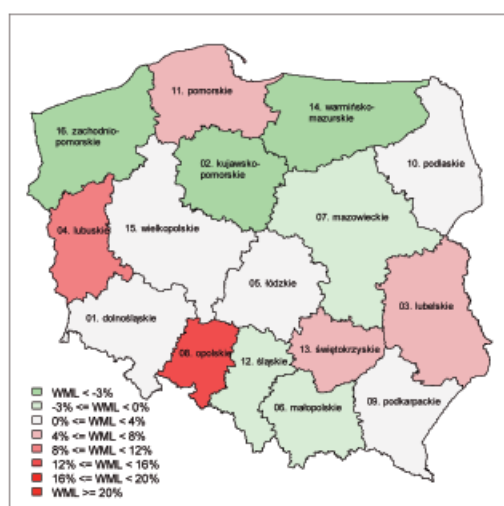 11. pomorskie
14. warmińsko-
mazurskie
16. zachodnio-
pomorskie
02. kujawsko-
pomorskie
10. podlaskie
07. mazowieckie
04. lubuskie
15. wielkopolskie
05. łódzkie
03. lubelskie
01. dolnośląskie
08. opolskie
12. śląskie
13. świętokrzyskie
06. małopolskie
09. podkarpackie
WML < -3%
-3% <= WML < 0%
0% <= WML < 4%
4% <= WML < 8%
8% <= WML < 12%
12% <= WML < 16%
16% <= WML < 20%
WML >= 20%